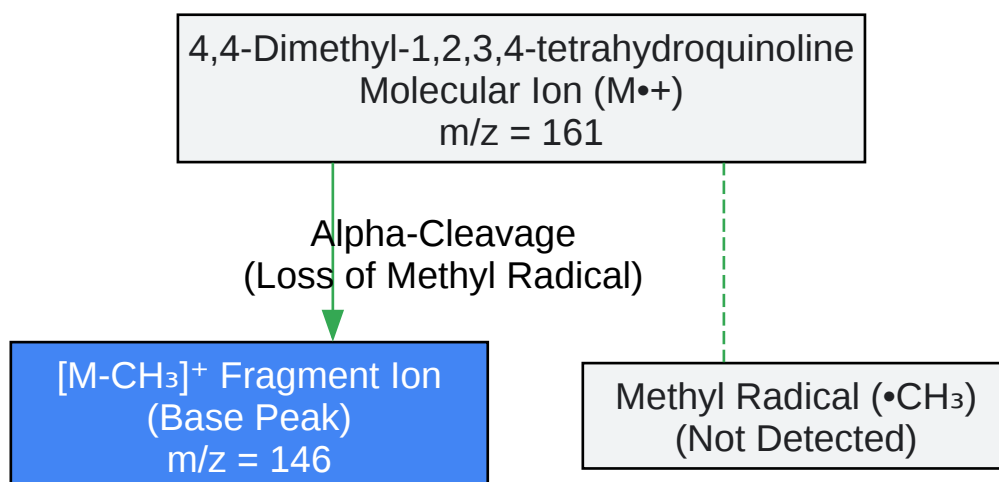 4,4-Dimethyl-1,2,3,4-tetrahydroquinoline
Molecular Ion (M•+)
m/z = 161
Alpha-Cleavage
(Loss of Methyl Radical)
[M-CH₃]⁺ Fragment Ion
(Base Peak)
m/z = 146
Methyl Radical (•CH₃)
(Not Detected)